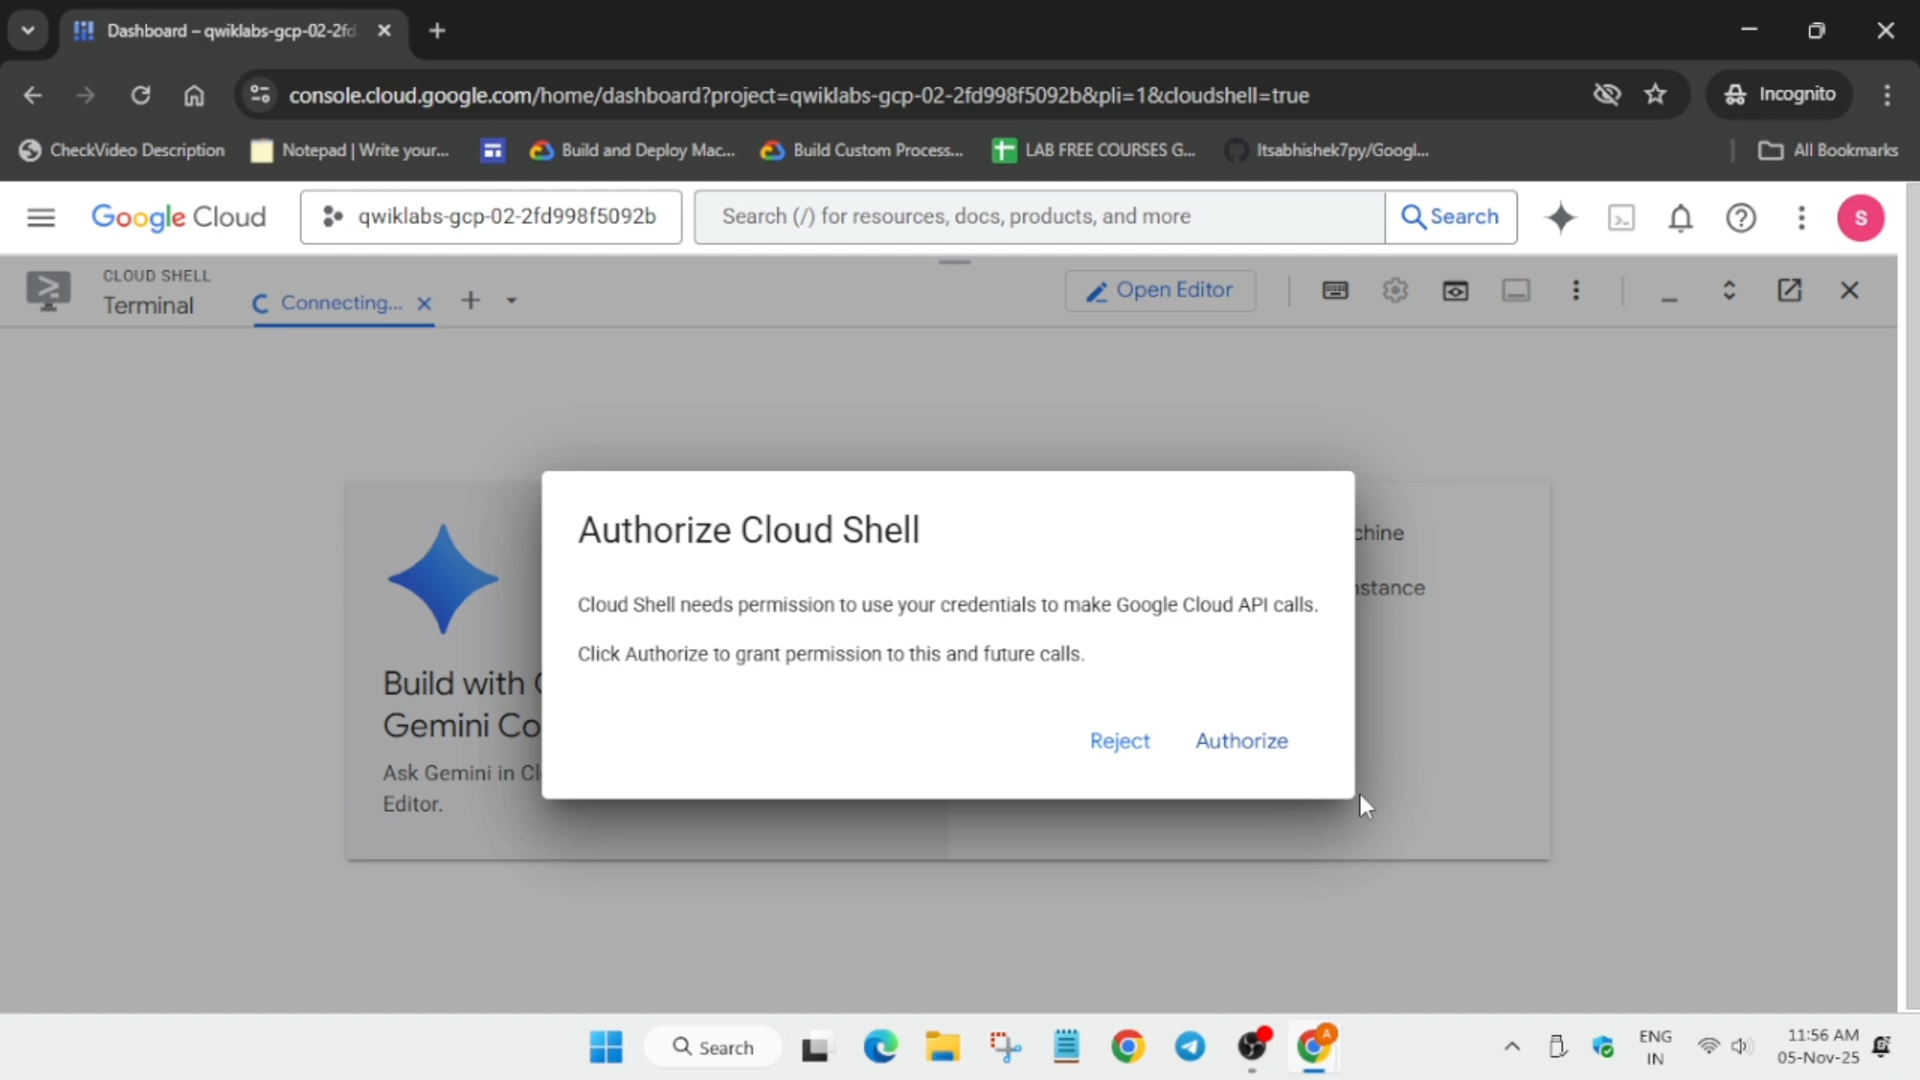 Dashboard – qwiklabs-gcp-02-2fd
console.cloud.google.com/home/dashboard?project=qwiklabs-gcp-02-2fd998f5092b&pli=1&cloudshell=true
Incognito
CheckVideo Description
Notepad | Write your...
Build and Deploy Mac...
Build Custom Process...
LAB FREE COURSES G...
Itsabhishek7py/Googl...
All Bookmarks
Google Cloud
qwiklabs-gcp-02-2fd998f5092b
Search (/) for resources, docs, products, and more
Search
S
CLOUD SHELL
Terminal
Connecting...
Open Editor
Authorize Cloud Shell
Cloud Shell needs permission to use your credentials to make Google Cloud API calls.
Click Authorize to grant permission to this and future calls.
Reject
Authorize
chine
stance
Build with
Gemini Co
Ask Gemini in Cl
Editor.
Search
A
ENG
IN
11:56 AM
05-Nov-25